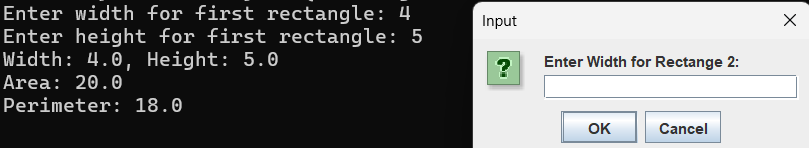 Enter width for first rectangle: 4
Enter height for first rectangle: 5
Width: 4.0, Height: 5.0
Area: 20.0
Perimeter: 18.0
Input
Enter Width for Rectange 2:
OK
Cancel